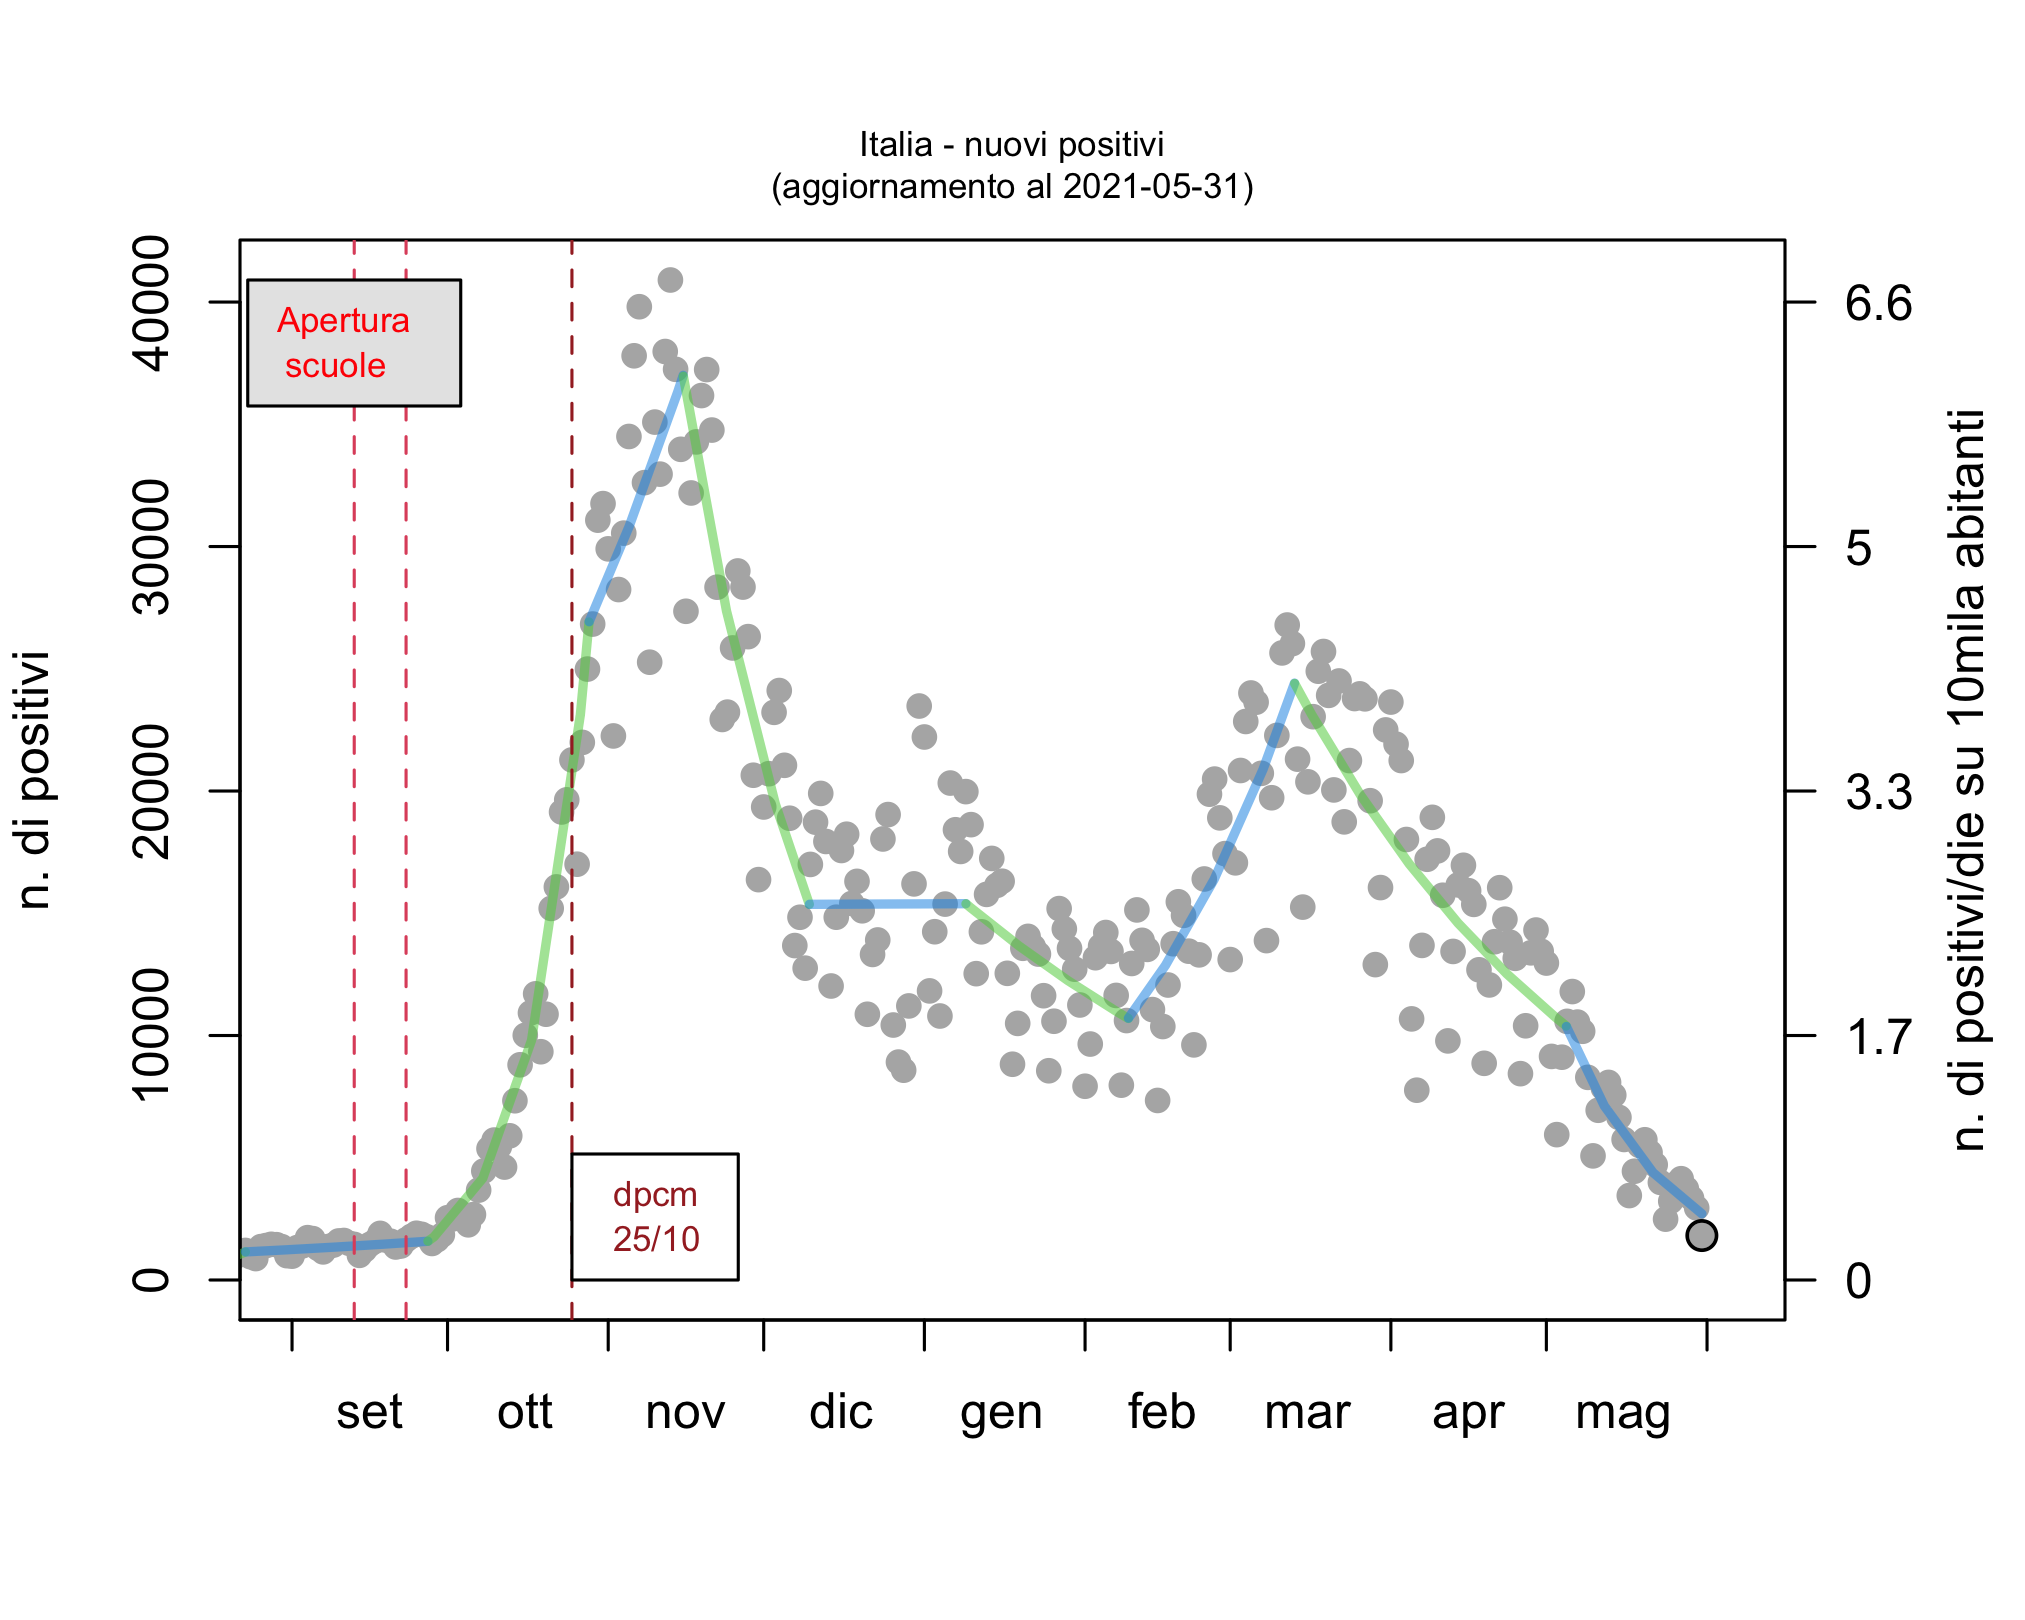 Italia - nuovi positivi
(aggiornamento al 2021-05-31)
n. di positivi
40000
30000
20000
10000
0
Apertura
scuole
dpcm
25/10
6.6
5
3.3
1.7
0
n. di positivi/die su 10mila abitanti
set ott nov dic gen feb mar apr mag